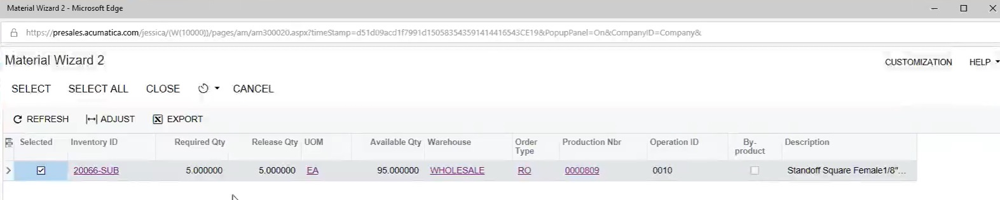 Material Wizard 2 - Microsoft Edge
https://presales.acumatica.com/jessica/(W(10000))/pages/am/am300020.aspx?timeStamp=d51d09acd1f7991d150583543591414416543CE19&PopupPanel=On&CompanyID=Company&
Material Wizard 2
CUSTOMIZATION HELP
SELECT SELECT ALL CLOSE CANCEL
REFRESH ADJUST EXPORT
Selected Inventory ID Required Qty Release Qty UOM Available Qty Warehouse Order Type Production Nbr Operation ID By-product Description
20066-SUB 5.000000 5.000000 EA 95.000000 WHOLESALE RO 0000809 0010 Standoff Square Female1/8"...